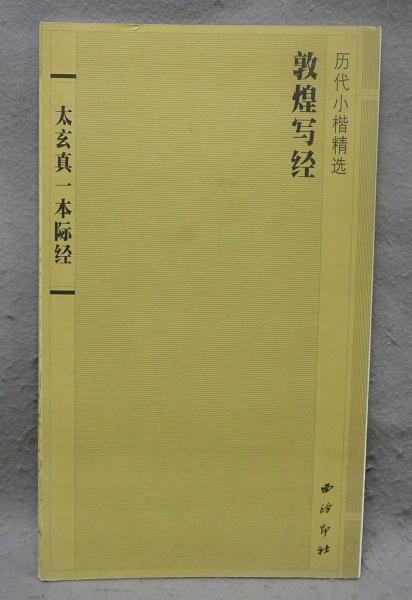 历代小楷精选
敦煌写经
太玄真一本际经
西泠印社